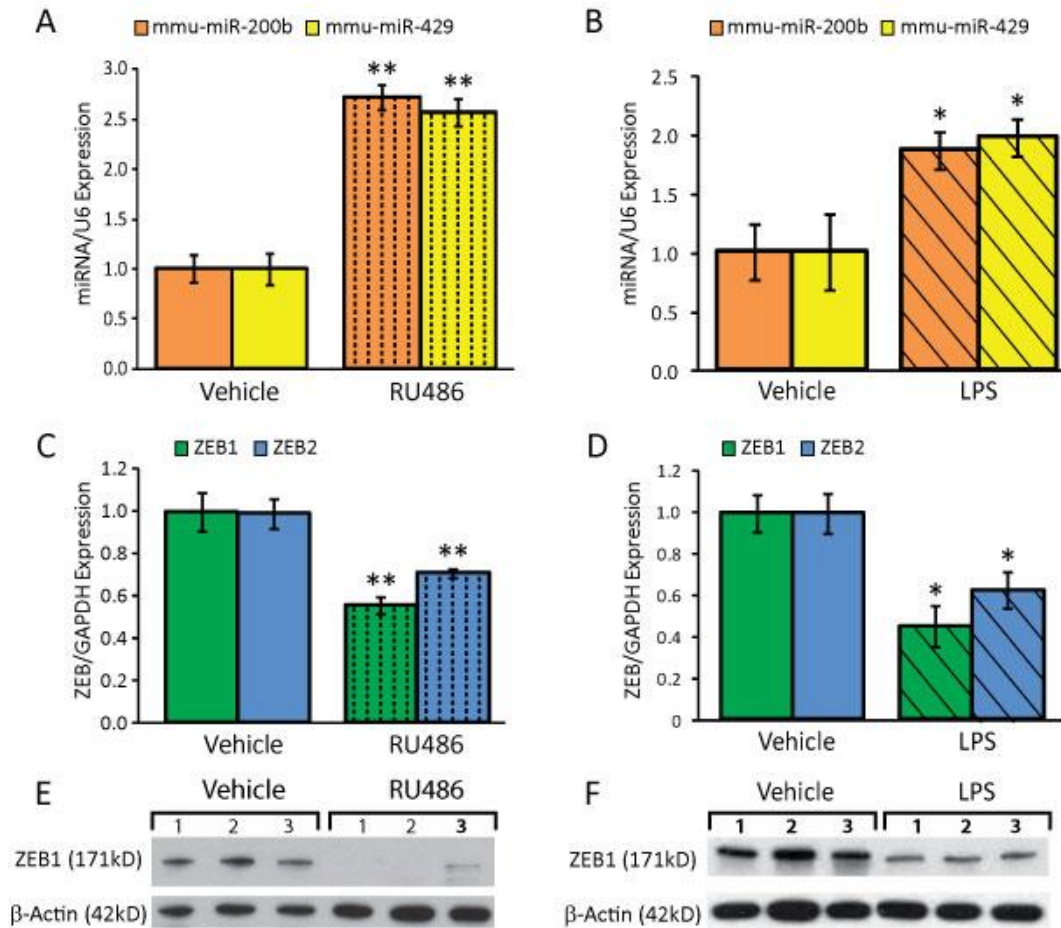 A
mmu-miR-200b mmu-miR-429
miRNA/U6 Expression
3.0
2.5
2.0
1.5
1.0
0.5
0.0
** **
Vehicle RU486
B
mmu-miR-200b mmu-miR-429
miRNA/U6 Expression
2.5
2.0
1.5
1.0
0.5
0.0
* *
Vehicle LPS
C
ZEB1 ZEB2
ZEB/GAPDH Expression
1.2
1.0
0.8
0.6
0.4
0.2
0.0
** **
Vehicle RU486
D
ZEB1 ZEB2
ZEB/GAPDH Expression
1.2
1.0
0.8
0.6
0.4
0.2
0
* *
Vehicle LPS
E
Vehicle RU486
1 2 3 1 2 3
ZEB1 (171kD)
β-Actin (42kD)
F
Vehicle LPS
1 2 3 1 2 3
ZEB1 (171kD)
β-Actin (42kD)